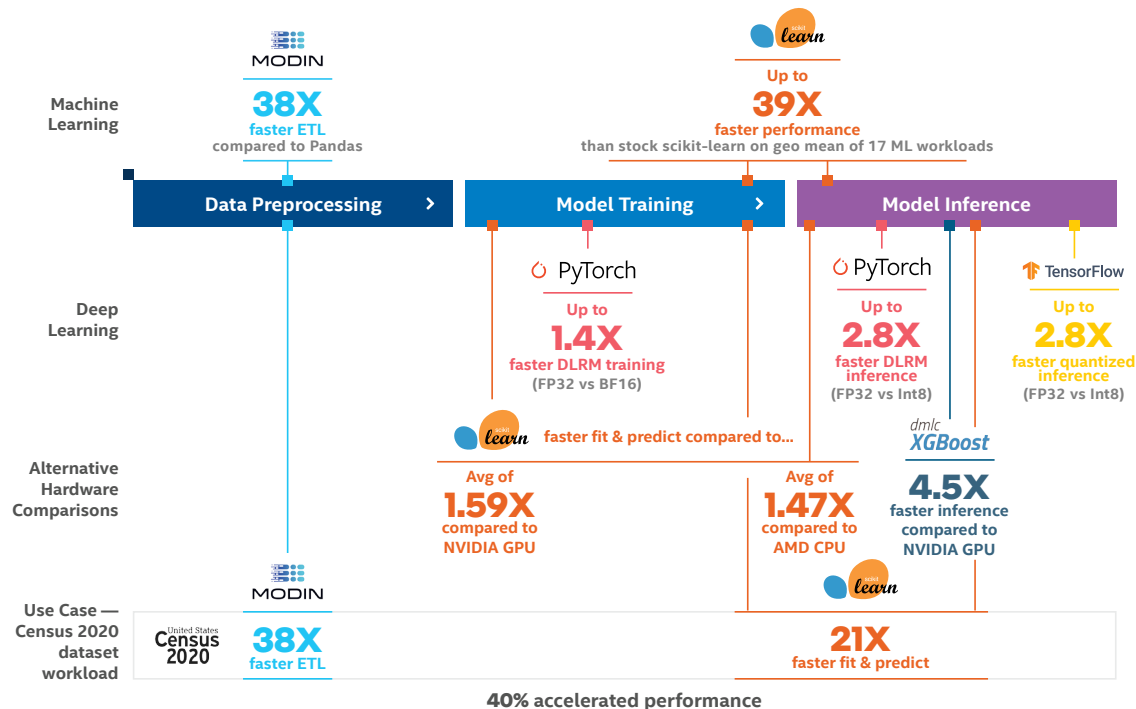 MODIN
scikit
learn
Machine
Learning
38X
faster ETL
compared to Pandas
Up to
39X
faster performance
than stock scikit-learn on geo mean of 17 ML workloads
Data Preprocessing
Model Training
Model Inference
Deep
Learning
PyTorch
Up to
1.4X
faster DLRM training
(FP32 vs BF16)
PyTorch
Up to
2.8X
faster DLRM
inference
(FP32 vs Int8)
TensorFlow
Up to
2.8X
faster quantized
inference
(FP32 vs Int8)
Alternative
Hardware
Comparisons
scikit
learn
faster fit & predict compared to...
Avg of
1.59X
compared to
NVIDIA GPU
Avg of
1.47X
compared to
AMD CPU
dmlc
XGBoost
4.5X
faster inference
compared to
NVIDIA GPU
Use Case —
Census 2020
dataset
workload
United States
Census
2020
MODIN
38X
faster ETL
scikit
learn
21X
faster fit & predict
40% accelerated performance